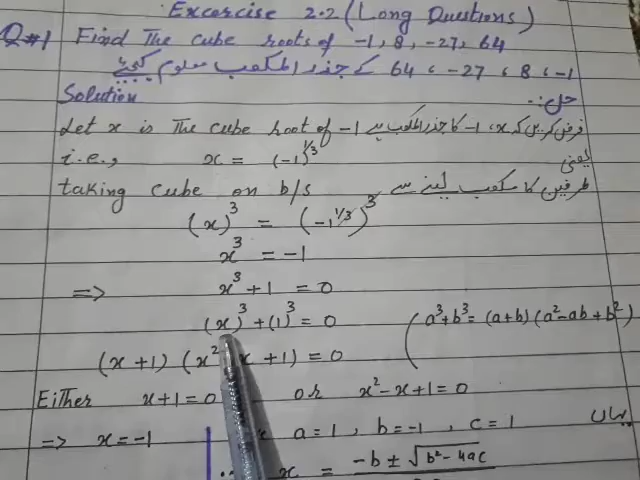 Excercise 2.2 (Long Questions)
Q#1 Find The cube roots of -1, 8, -27, 64
-1 ، 8 ، -27 ، 64 کے جذر المکعب معلوم کیجئے
Solution حل:۔
Let x is The cube root of -1 فرض کریں کہ x، -1 کا جذر المکعب ہے
i.e., x = (-1)^1/3 یعنی
taking cube on b/s طرفین کا مکعب لینے سے
(x)^3 = (-1^1/3)^3
x^3 = -1
=> x^3 + 1 = 0
(x)^3 + (1)^3 = 0 (a^3+b^3 = (a+b)(a^2-ab+b^2)
(x+1) (x^2 x + 1) = 0
Either x+1 = 0 or x^2-x+1=0
=> x = -1 a=1, b=-1, c=1 یہاں
x = -b ± √b^2-4ac